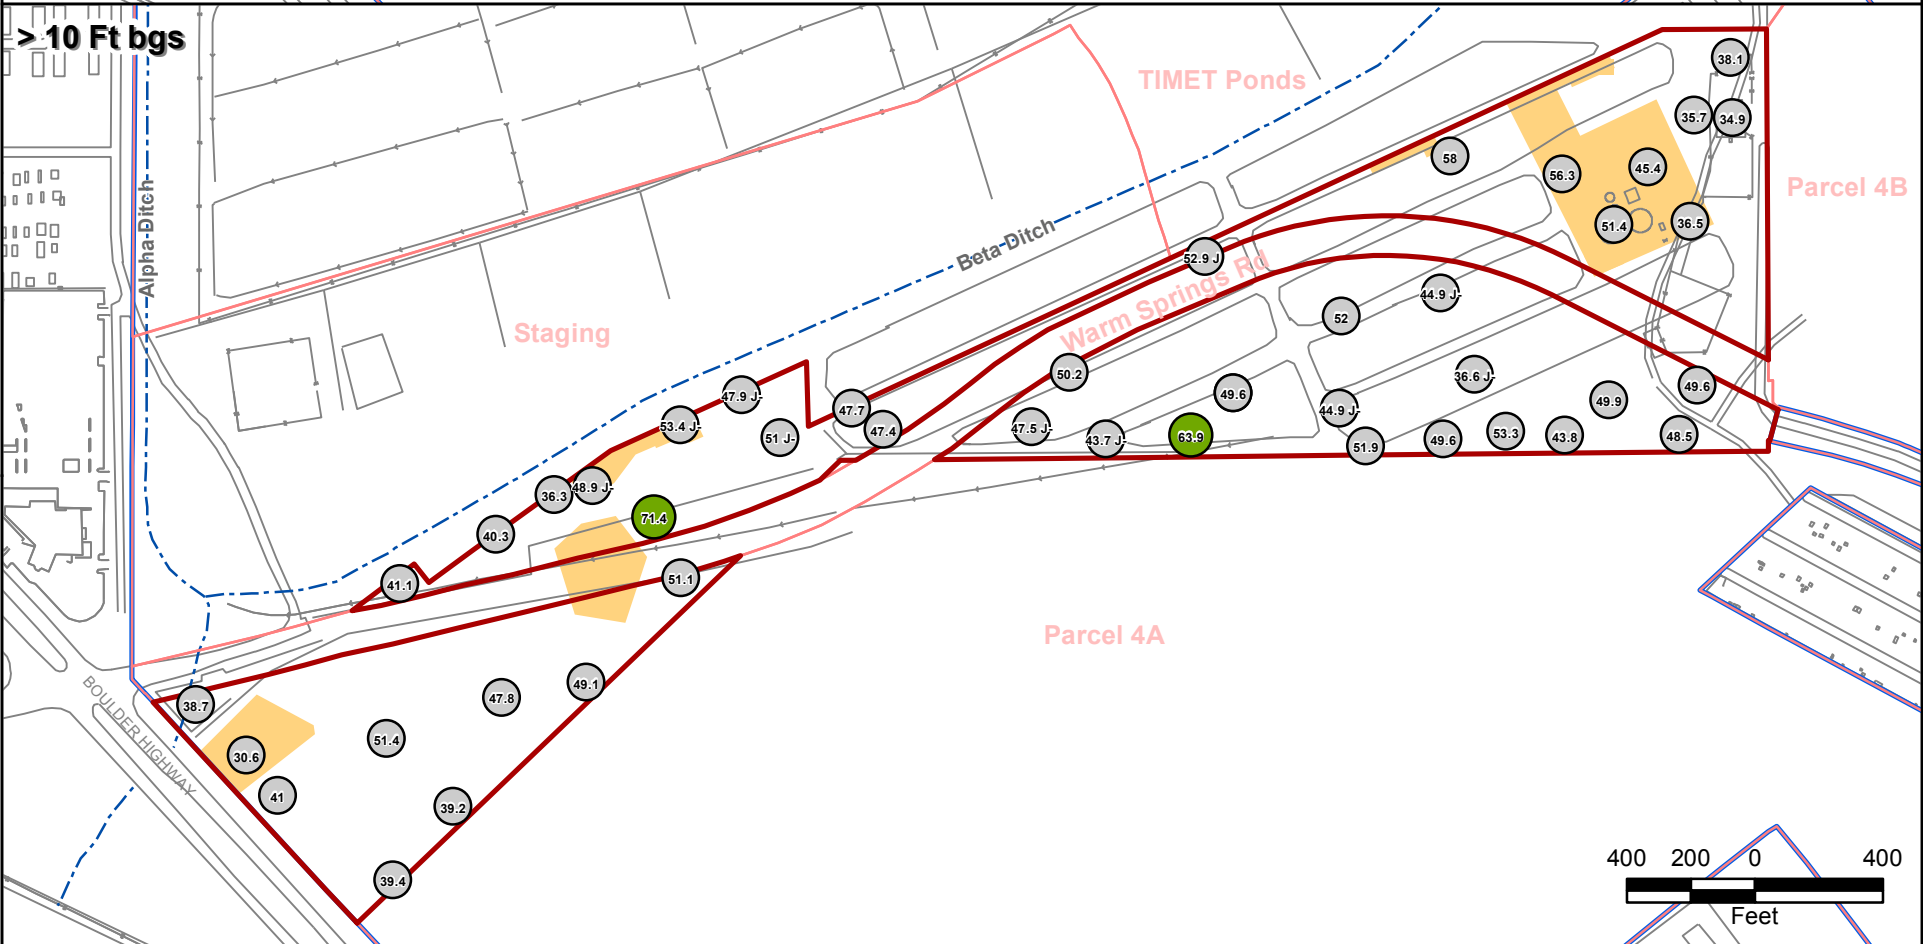 > 10 Ft bgs
38.1
TIMET Ponds
35.7
34.9
58
56.3
45.4
Parcel 4B
Alpha Ditch
51.4
36.5
Beta Ditch
52.9 J
Warm Springs Rd
44.9 J-
52
Staging
50.2
36.6 J-
49.6
47.9 J-
49.6
49.9
47.7
44.9 J-
53.4 J-
47.4
47.5 J-
51 J-
43.7 J-
63.9
51.9
49.6
53.3
43.8
48.5
48.9 J-
36.3
71.4
40.3
41.1
51.1
Parcel 4A
49.1
47.8
38.7
BOULDER HIGHWAY
51.4
30.6
41
39.2
39.4
400 200 0 400
Feet